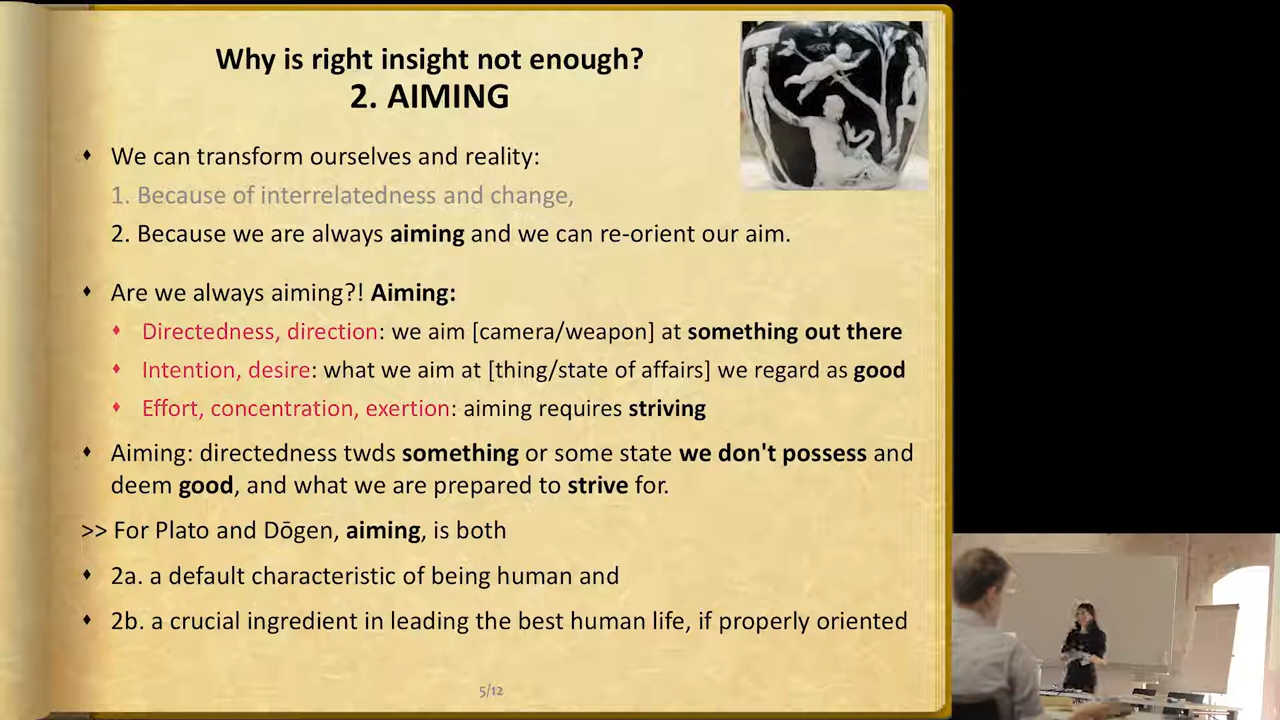 Why is right insight not enough?
2. AIMING
♦ We can transform ourselves and reality:
1. Because of interrelatedness and change,
2. Because we are always aiming and we can re-orient our aim.
♦ Are we always aiming?! Aiming:
♦ Directedness, direction: we aim [camera/weapon] at something out there
♦ Intention, desire: what we aim at [thing/state of affairs] we regard as good
♦ Effort, concentration, exertion: aiming requires striving
♦ Aiming: directedness twds something or some state we don't possess and
deem good, and what we are prepared to strive for.
>> For Plato and Dōgen, aiming, is both
♦ 2a. a default characteristic of being human and
♦ 2b. a crucial ingredient in leading the best human life, if properly oriented
5/12